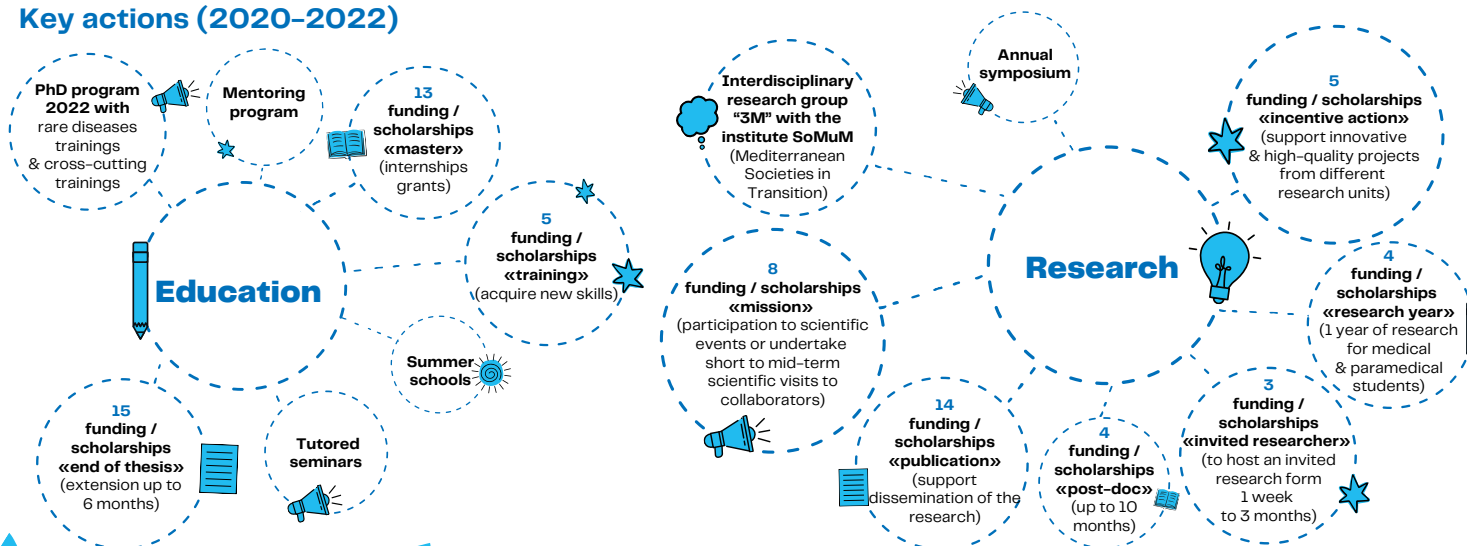 Key actions (2020-2022)
PhD program
2022 with
rare diseases
trainings
& cross-cutting
trainings
Mentoring
program
13
funding /
scholarships
«master»
(internships
grants)
5
funding /
scholarships
«training»
(acquire new skills)
Education
Summer
schools
15
funding /
scholarships
«end of thesis»
(extension up to
6 months)
Tutored
seminars
Interdisciplinary
research group
“3M” with the
institute SoMuM
(Mediterranean
Societies in
Transition)
Annual
symposium
5
funding / scholarships
«incentive action»
(support innovative
& high-quality projects
from different
research units)
Research
8
funding / scholarships
«mission»
(participation to scientific
events or undertake
short to mid-term
scientific visits to
collaborators)
4
funding /
scholarships
«research year»
(1 year of research
for medical
& paramedical
students)
14
funding /
scholarships
«publication»
(support
dissemination of the
research)
4
funding /
scholarships
«post-doc»
(up to 10
months)
3
funding /
scholarships
«invited researcher»
(to host an invited
research form
1 week
to 3 months)